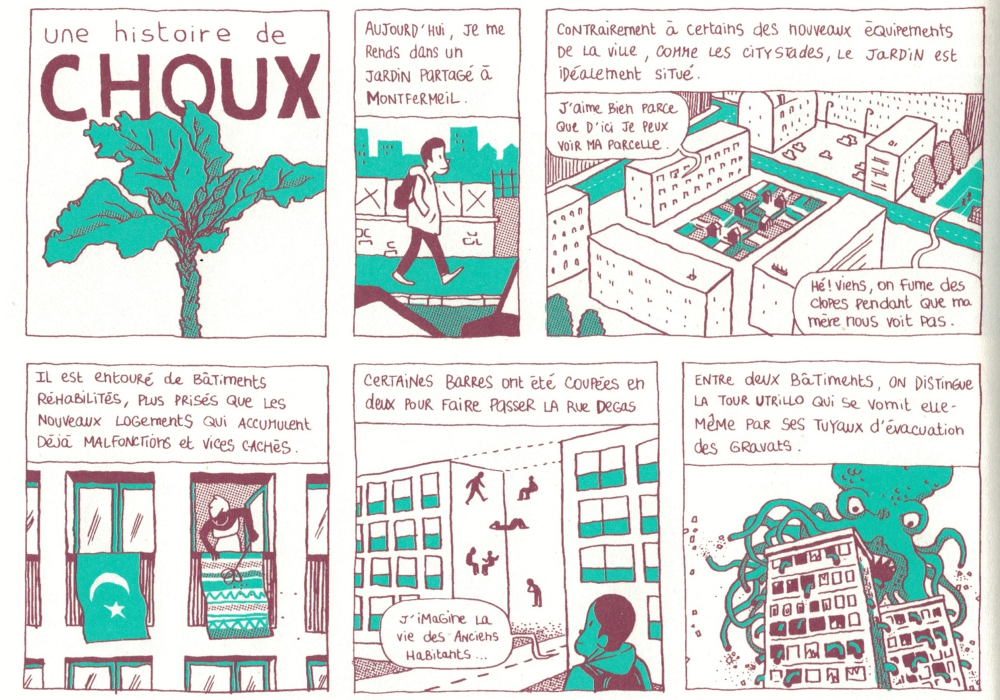 une histoire de
CHOUX
AUJOURD'HUI, JE me
RENDS DANS UN
JARDIN PARTAGÉ À
MONTFERMEIL.
CONTRAIREMENT À CERTAINS DES NOUVEAUX ÉQUIPEMENTS
DE LA VILLE, COMME LES CITYSTADES, LE JARDIN EST
IDÉALEMENT SITUÉ.
J'AIME BIEN PARCE
QUE D'ICI JE PEUX
VOIR MA PARCELLE.
HÉ! VIENS, ON FUME DES
CLOPES PENDANT QUE MA
MÈRE NOUS VOIT PAS.
IL EST ENTOURÉ DE BÂTIMENTS
RÉHABILITÉS, PLUS PRISÉS QUE LES
NOUVEAUX LOGEMENTS QUI ACCUMULENT
DÉJÀ MALFONCTIONS ET VICES CACHÉS.
CERTAINES BARRES ONT ÉTÉ COUPÉES EN
DEUX POUR FAIRE PASSER LA RUE DEGAS
J'IMAGINE LA
VIE DES ANCIENS
HABITANTS...
ENTRE DEUX BÂTIMENTS, ON DISTINGUE
LA TOUR UTRILLO QUI SE VOMIT ELLE-
MÊME PAR SES TUYAUX D'ÉVACUATION
DES GRAVATS.